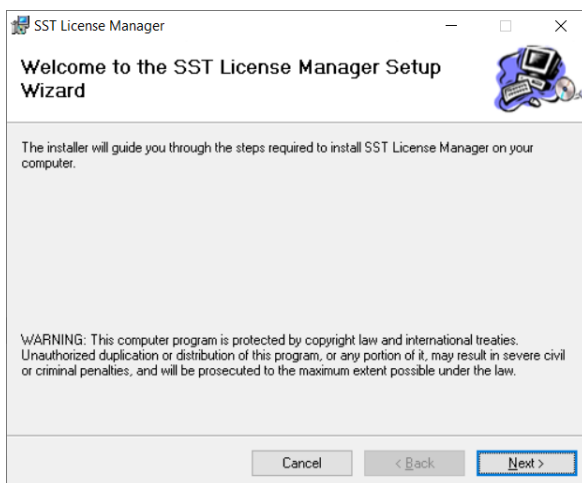 SST License Manager
Welcome to the SST License Manager Setup
Wizard
The installer will guide you through the steps required to install SST License Manager on your
computer.
WARNING: This computer program is protected by copyright law and international treaties.
Unauthorized duplication or distribution of this program, or any portion of it, may result in severe civil
or criminal penalties, and will be prosecuted to the maximum extent possible under the law.
Cancel < Back Next >